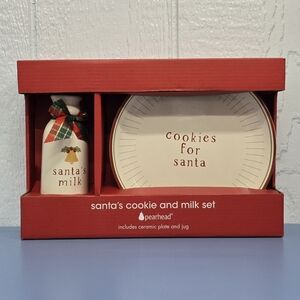 santa's
milk
cookies
for
santa
santa's cookie and milk set
pearhead®
includes ceramic plate and jug